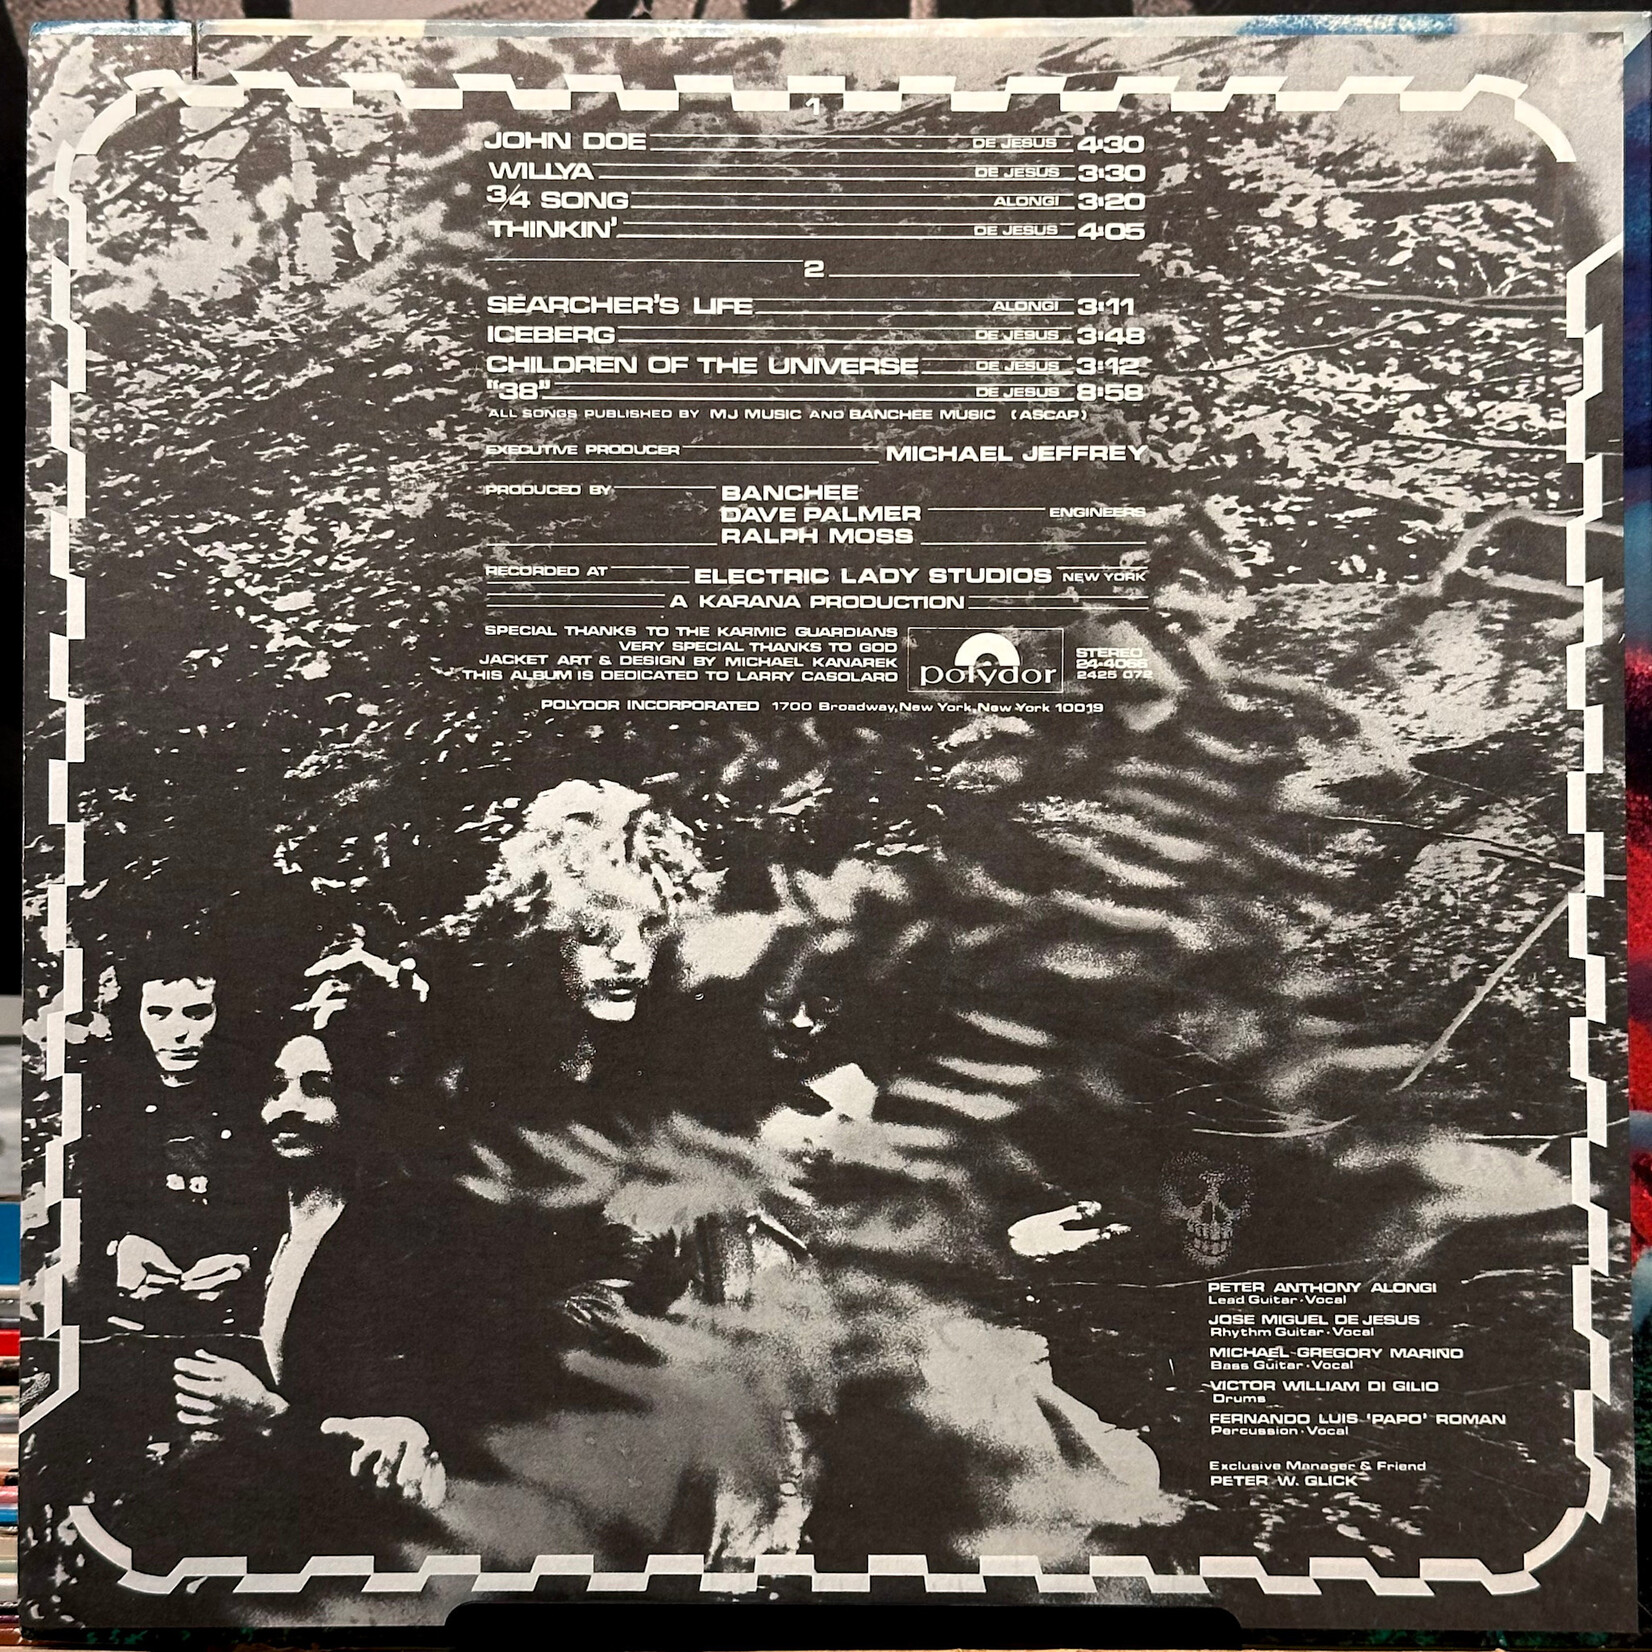 1
JOHN DOE DE JESUS 4:30
WILLYA DE JESUS 3:30
3/4 SONG ALONGI 3:20
THINKIN' DE JESUS 4:05
2
SEARCHER'S LIFE ALONGI 3:11
ICEBERG DE JESUS 3:48
CHILDREN OF THE UNIVERSE DE JESUS 3:12
"38" DE JESUS 8:58
ALL SONGS PUBLISHED BY MJ MUSIC AND BANCHEE MUSIC (ASCAP)
EXECUTIVE PRODUCER MICHAEL JEFFREY
PRODUCED BY BANCHEE
DAVE PALMER ENGINEERS
RALPH MOSS
RECORDED AT ELECTRIC LADY STUDIOS NEW YORK
A KARANA PRODUCTION
SPECIAL THANKS TO THE KARMIC GUARDIANS
VERY SPECIAL THANKS TO GOD
JACKET ART & DESIGN BY MICHAEL KANAREK
THIS ALBUM IS DEDICATED TO LARRY CASOLARO
polydor
STEREO
24-4066
2425 072
POLYDOR INCORPORATED 1700 Broadway, New York, New York 10019
PETER ANTHONY ALONGI
Lead Guitar·Vocal
JOSE MIGUEL DE JESUS
Rhythm Guitar·Vocal
MICHAEL GREGORY MARINO
Bass Guitar·Vocal
VICTOR WILLIAM DI GILIO
Drums
FERNANDO LUIS 'PAPO' ROMAN
Percussion·Vocal
Exclusive Manager & Friend
PETER W. GLICK